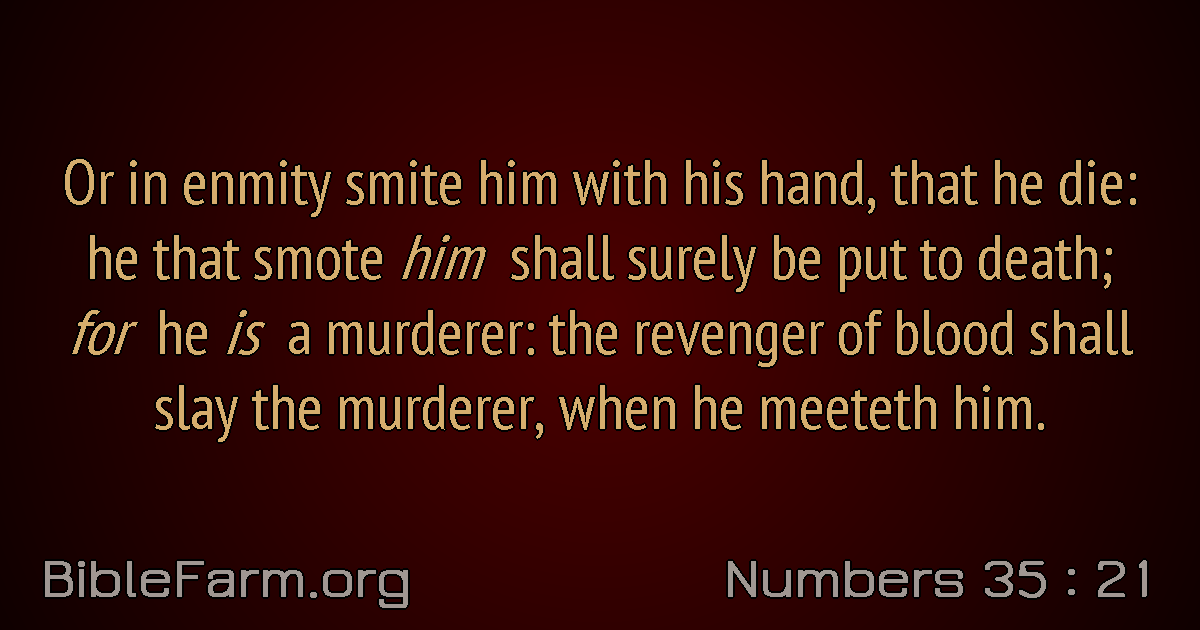 Or in enmity smite him with his hand, that he die:
he that smote him shall surely be put to death;
for he is a murderer: the revenger of blood shall
slay the murderer, when he meeteth him.
BibleFarm.org
Numbers 35 : 21